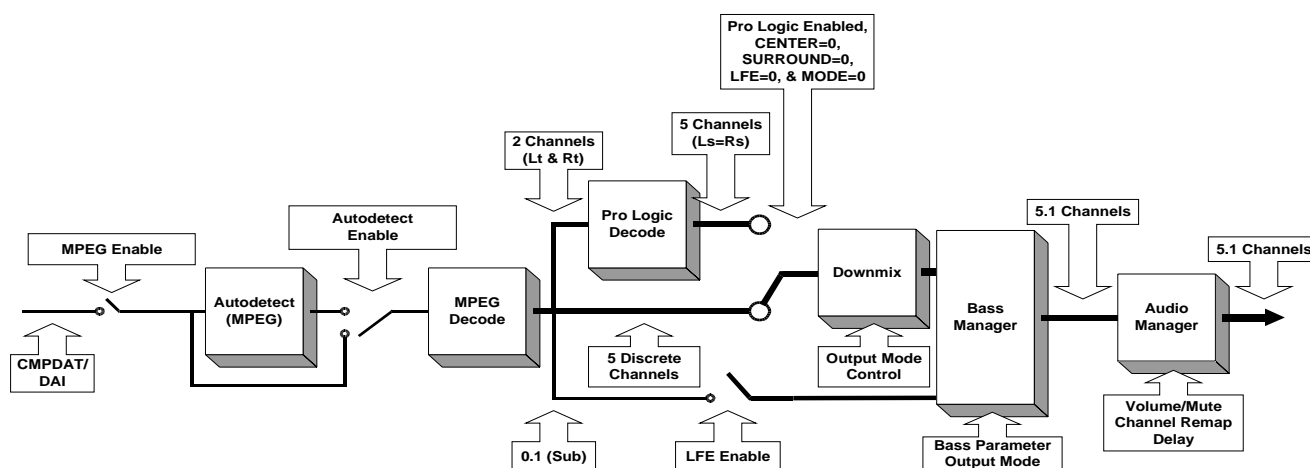 Pro Logic Enabled,
CENTER=0,
SURROUND=0,
LFE=0, & MODE=0
2 Channels
(Lt & Rt)
5 Channels
(Ls=Rs)
Autodetect
Enable
MPEG Enable
Pro Logic
Decode
5.1 Channels
5.1 Channels
Downmix
Autodetect
(MPEG)
MPEG
Decode
Bass
Manager
Audio
Manager
CMPDAT/
DAI
5 Discrete
Channels
Output Mode
Control
0.1 (Sub)
LFE Enable
Bass Parameter
Output Mode
Volume/Mute
Channel Remap
Delay